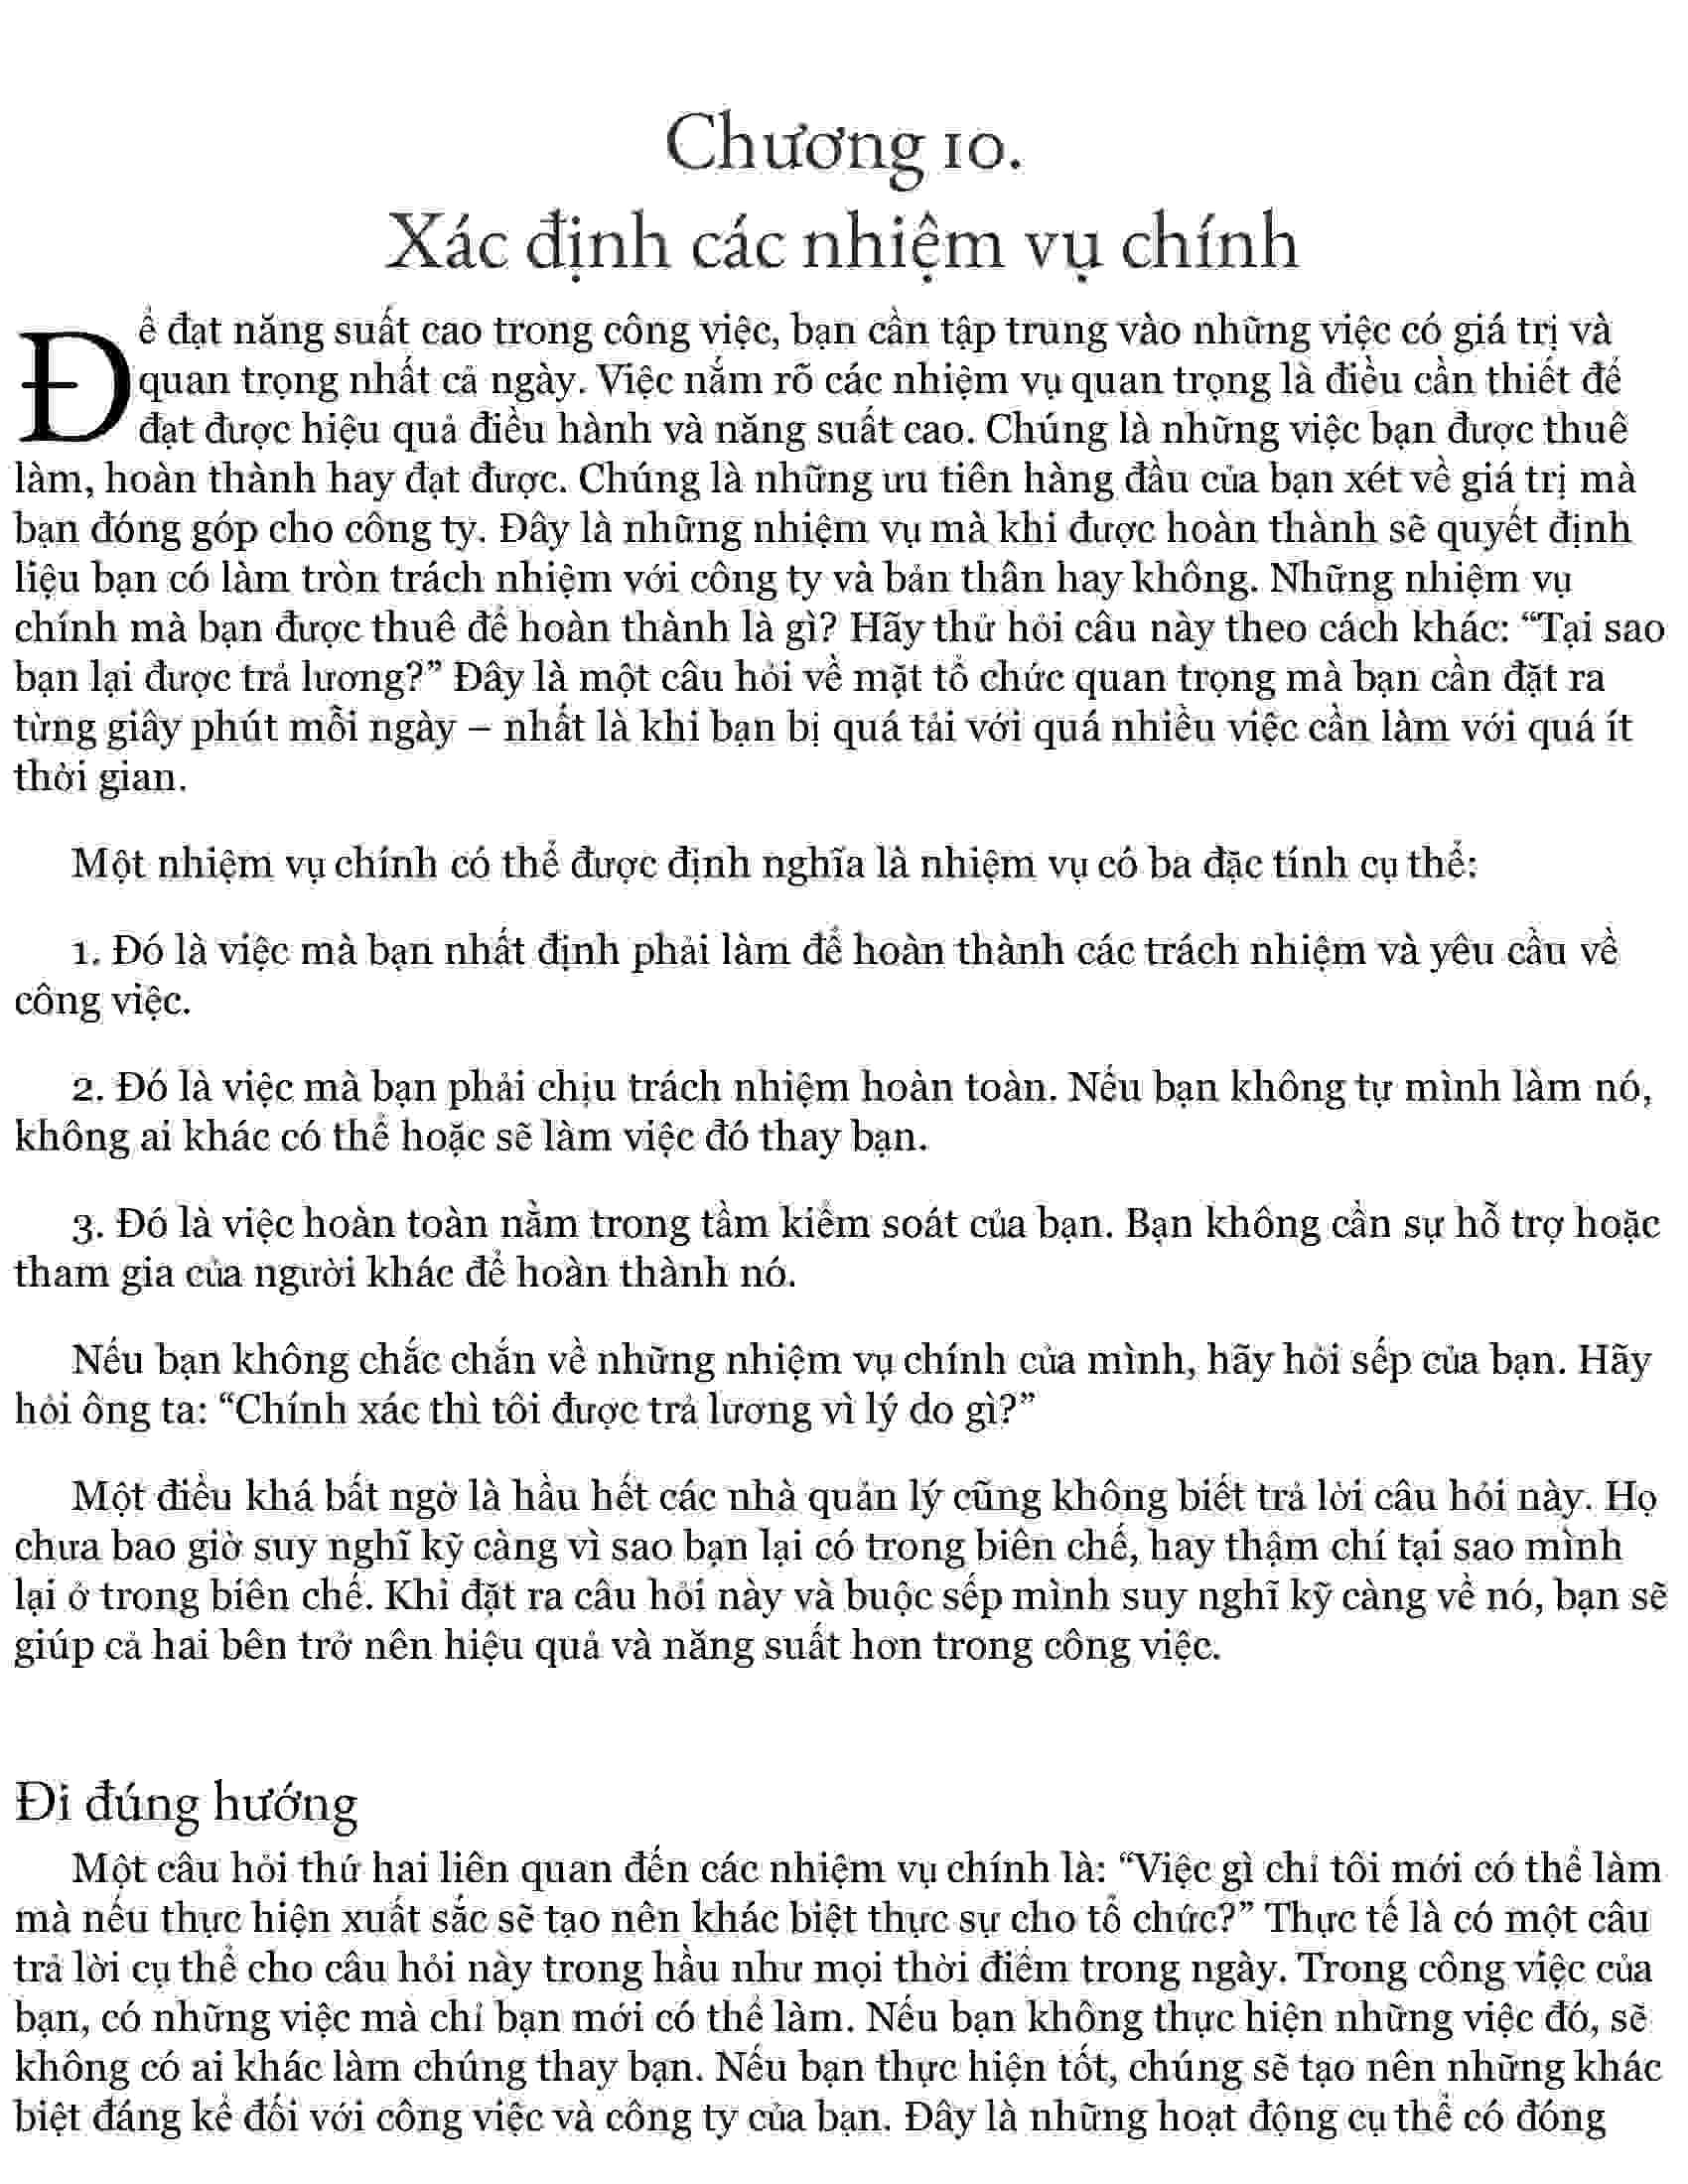 Chương 10.
Xác định các nhiệm vụ chính
Để đạt năng suất cao trong công việc, bạn cần tập trung vào những việc có giá trị và
quan trọng nhất cả ngày. Việc nắm rõ các nhiệm vụ quan trọng là điều cần thiết để
đạt được hiệu quả điều hành và năng suất cao. Chúng là những việc bạn được thuê
làm, hoàn thành hay đạt được. Chúng là những ưu tiên hàng đầu của bạn xét về giá trị mà
bạn đóng góp cho công ty. Đây là những nhiệm vụ mà khi được hoàn thành sẽ quyết định
liệu bạn có làm tròn trách nhiệm với công ty và bản thân hay không. Những nhiệm vụ
chính mà bạn được thuê để hoàn thành là gì? Hãy thử hỏi câu này theo cách khác: “Tại sao
bạn lại được trả lương?” Đây là một câu hỏi về mặt tổ chức quan trọng mà bạn cần đặt ra
từng giây phút mỗi ngày – nhất là khi bạn bị quá tải với quá nhiều việc cần làm với quá ít
thời gian.
Một nhiệm vụ chính có thể được định nghĩa là nhiệm vụ có ba đặc tính cụ thể:
1. Đó là việc mà bạn nhất định phải làm để hoàn thành các trách nhiệm và yêu cầu về
công việc.
2. Đó là việc mà bạn phải chịu trách nhiệm hoàn toàn. Nếu bạn không tự mình làm nó,
không ai khác có thể hoặc sẽ làm việc đó thay bạn.
3. Đó là việc hoàn toàn nằm trong tầm kiểm soát của bạn. Bạn không cần sự hỗ trợ hoặc
tham gia của người khác để hoàn thành nó.
Nếu bạn không chắc chắn về những nhiệm vụ chính của mình, hãy hỏi sếp của bạn. Hãy
hỏi ông ta: “Chính xác thì tôi được trả lương vì lý do gì?”
Một điều khá bất ngờ là hầu hết các nhà quản lý cũng không biết trả lời câu hỏi này. Họ
chưa bao giờ suy nghĩ kỹ càng vì sao bạn lại có trong biên chế, hay thậm chí tại sao mình
lại ở trong biên chế. Khi đặt ra câu hỏi này và buộc sếp mình suy nghĩ kỹ càng về nó, bạn sẽ
giúp cả hai bên trở nên hiệu quả và năng suất hơn trong công việc.
Đi đúng hướng
Một câu hỏi thứ hai liên quan đến các nhiệm vụ chính là: “Việc gì chỉ tôi mới có thể làm
mà nếu thực hiện xuất sắc sẽ tạo nên khác biệt thực sự cho tổ chức?” Thực tế là có một câu
trả lời cụ thể cho câu hỏi này trong hầu như mọi thời điểm trong ngày. Trong công việc của
bạn, có những việc mà chỉ bạn mới có thể làm. Nếu bạn không thực hiện những việc đó, sẽ
không có ai khác làm chúng thay bạn. Nếu bạn thực hiện tốt, chúng sẽ tạo nên những khác
biệt đáng kể đối với công việc và công ty của bạn. Đây là những hoạt động cụ thể có đóng